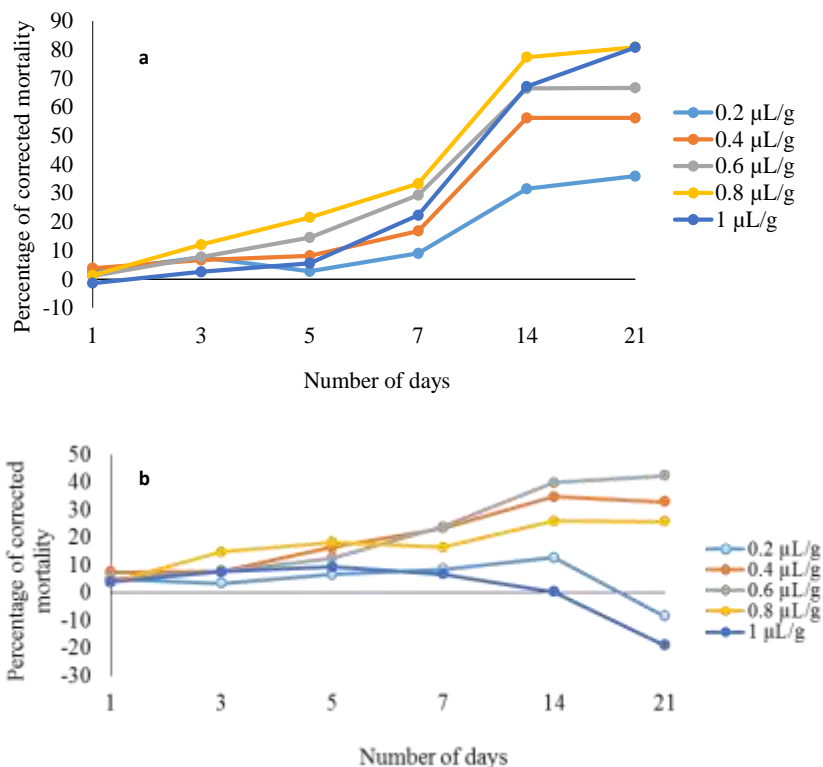 a
Percentage of corrected mortality
90
80
70
60
50
40
30
20
10
0
-10
1 3 5 7 14 21
Number of days
0.2 µL/g
0.4 µL/g
0.6 µL/g
0.8 µL/g
1 µL/g
b
Percentage of corrected
mortality
50
40
30
20
10
0
-10
-20
-30
1 3 5 7 14 21
Number of days
0.2 µL/g
0.4 µL/g
0.6 µL/g
0.8 µL/g
1 µL/g